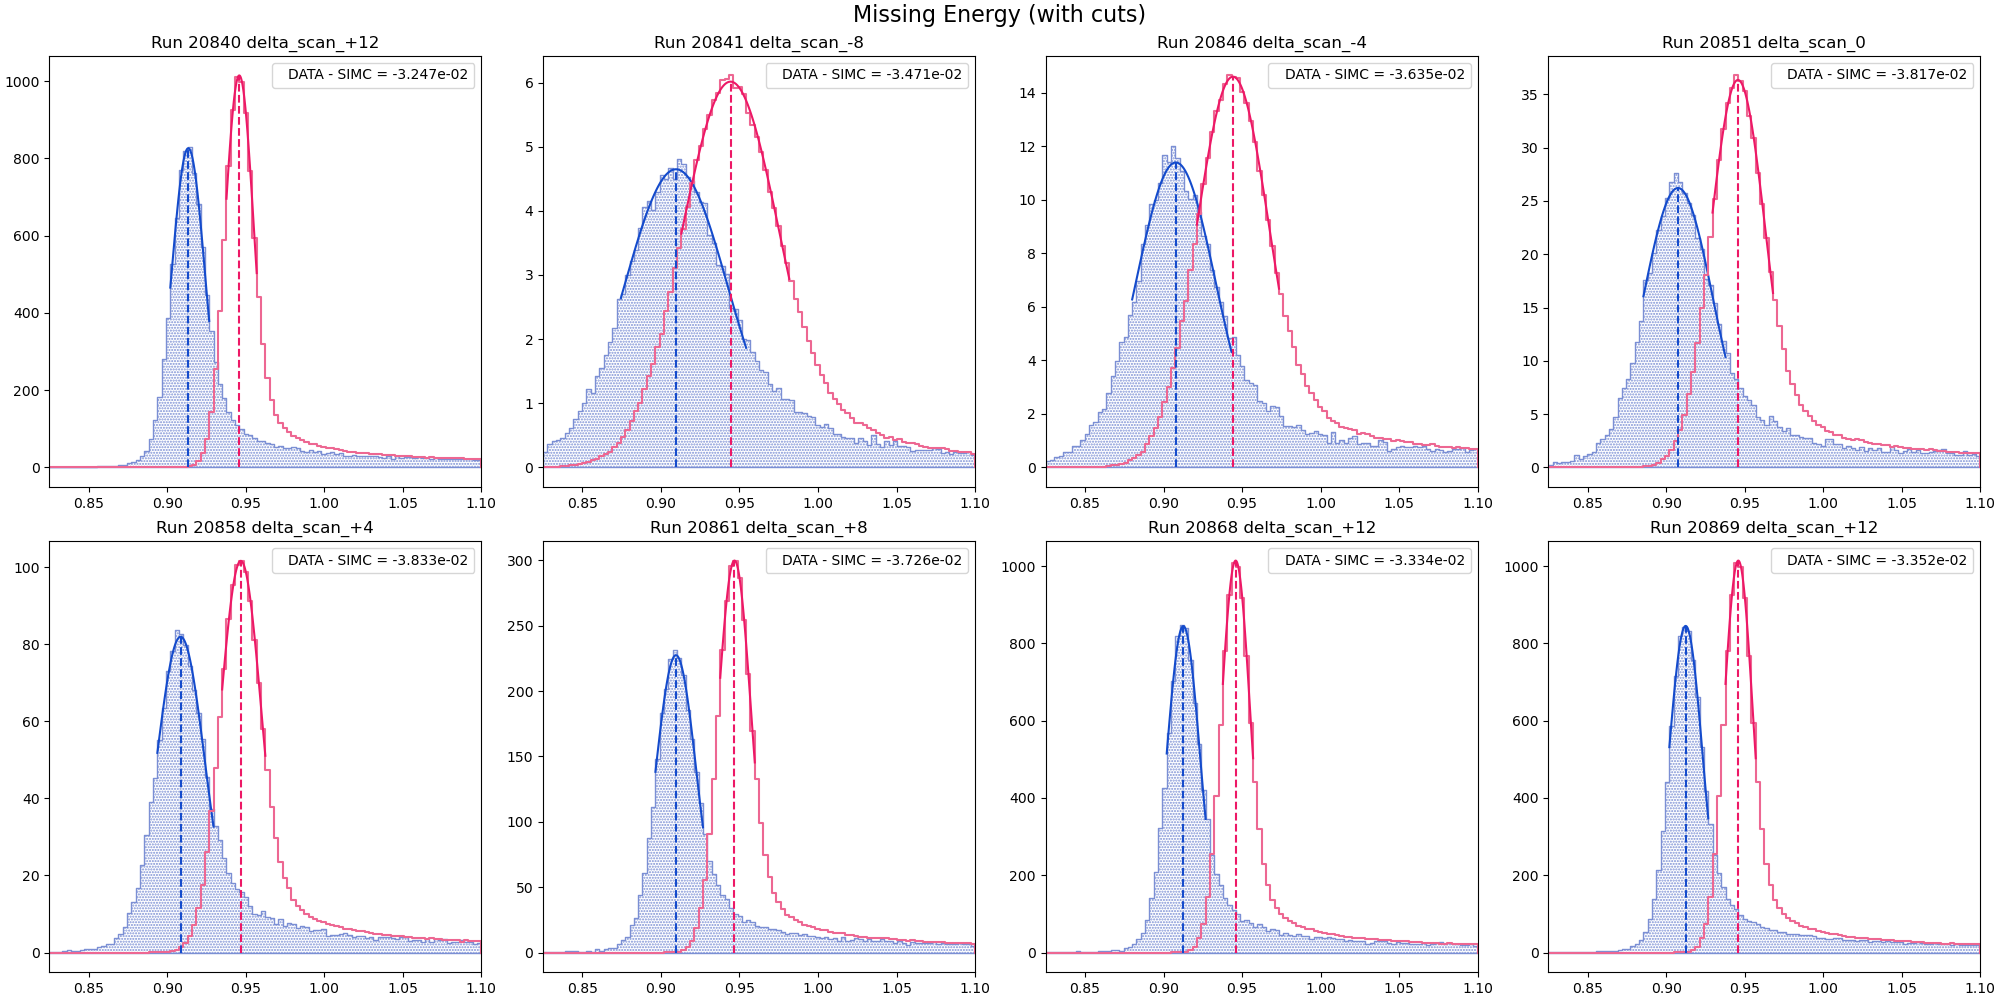 Missing Energy (with cuts)
Run 20840 delta_scan_+12
DATA - SIMC = -3.247e-02
1000
800
600
400
200
0
0.85 0.90 0.95 1.00 1.05 1.10
Run 20841 delta_scan_-8
DATA - SIMC = -3.471e-02
6
5
4
3
2
1
0
0.85 0.90 0.95 1.00 1.05 1.10
Run 20846 delta_scan_-4
DATA - SIMC = -3.635e-02
14
12
10
8
6
4
2
0
0.85 0.90 0.95 1.00 1.05 1.10
Run 20851 delta_scan_0
DATA - SIMC = -3.817e-02
35
30
25
20
15
10
5
0
0.85 0.90 0.95 1.00 1.05 1.10
Run 20858 delta_scan_+4
DATA - SIMC = -3.833e-02
100
80
60
40
20
0
0.85 0.90 0.95 1.00 1.05 1.10
Run 20861 delta_scan_+8
DATA - SIMC = -3.726e-02
300
250
200
150
100
50
0
0.85 0.90 0.95 1.00 1.05 1.10
Run 20868 delta_scan_+12
DATA - SIMC = -3.334e-02
1000
800
600
400
200
0
0.85 0.90 0.95 1.00 1.05 1.10
Run 20869 delta_scan_+12
DATA - SIMC = -3.352e-02
1000
800
600
400
200
0
0.85 0.90 0.95 1.00 1.05 1.10